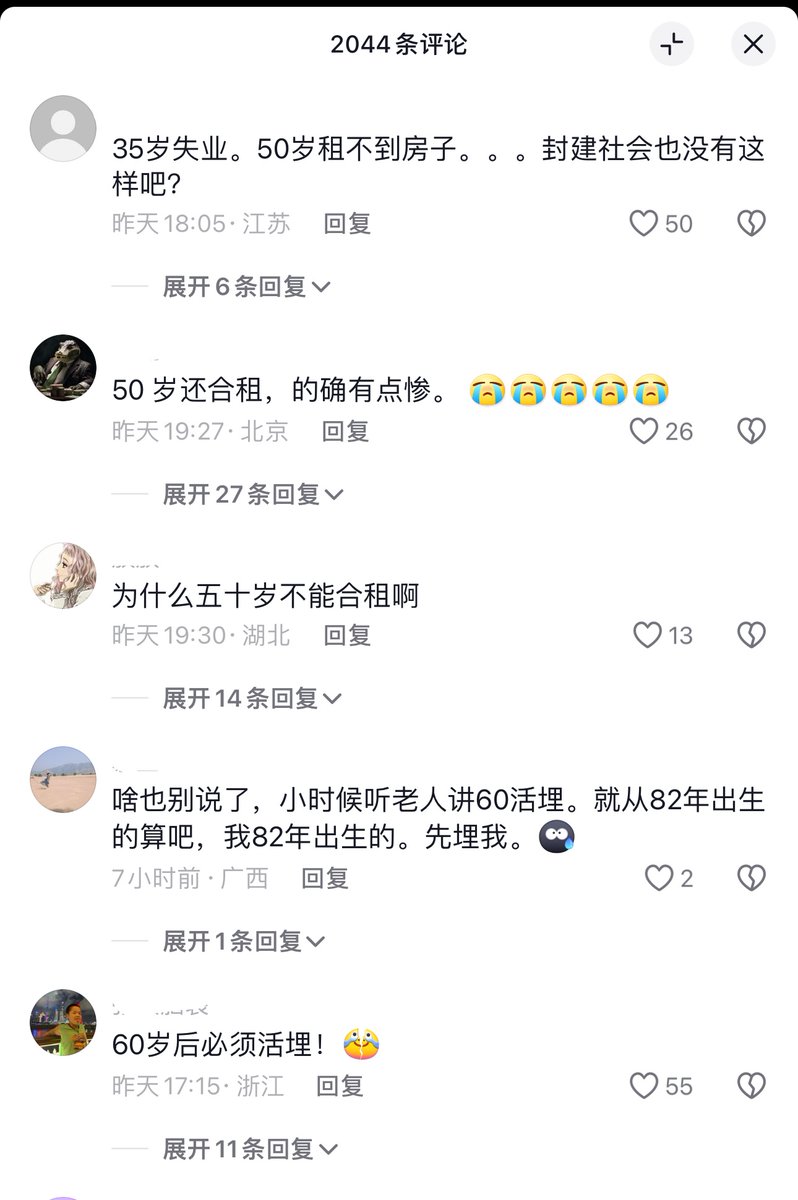 2044条评论
35岁失业。50岁租不到房子。。。封建社会也没有这
样吧?
昨天18:05·江苏 回复 50
展开6条回复
50 岁还合租，的确有点惨。😭😭😭😭😭
昨天19:27·北京 回复 26
展开27条回复
为什么五十岁不能合租啊
昨天19:30·湖北 回复 13
展开14条回复
啥也别说了，小时候听老人讲60活埋。就从82年出生
的算吧，我82年出生的。先埋我。
7小时前·广西 回复 2
展开1条回复
60岁后必须活埋！
昨天17:15·浙江 回复 55
展开11条回复